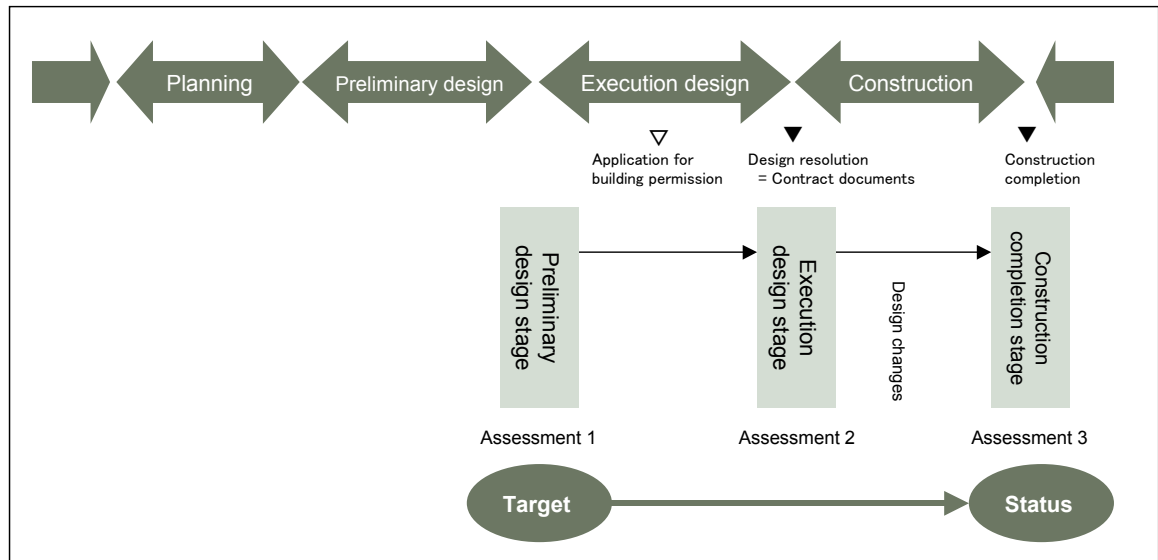 Planning
Preliminary design
Execution design
Construction
Application for
building permission
Design resolution
= Contract documents
Construction
completion
Preliminary
design stage
Execution
design stage
Design changes
Construction
completion stage
Assessment 1
Assessment 2
Assessment 3
Target
Status